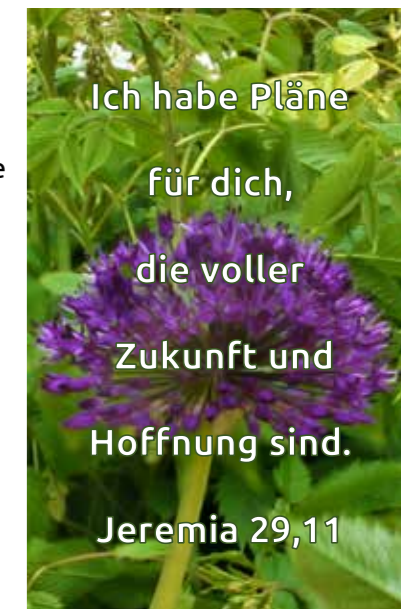 Ich habe Pläne
für dich,
die voller
Zukunft und
Hoffnung sind.
Jeremia 29,11